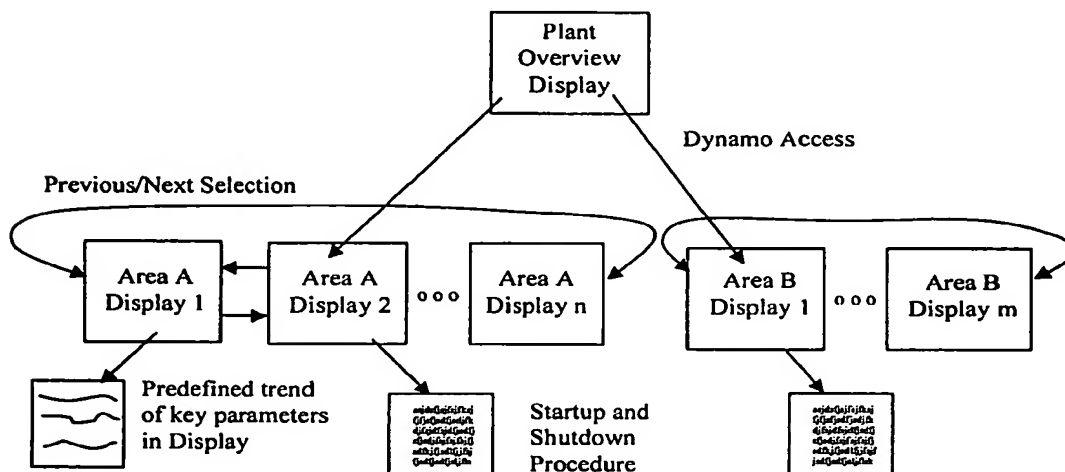 Plant
Overview
Display
Dynamo Access
Previous/Next Selection
Area A
Display 1
Area A
Display 2
o o o
Area A
Display n
Area B
Display 1
o o o
Area B
Display m
Predefined trend
of key parameters
in Display
Startup and
Shutdown
Procedure